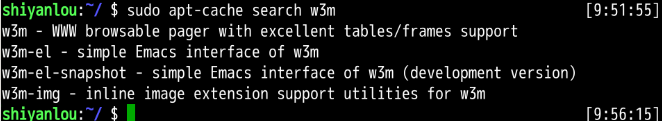 shiyanlou:~/ $ sudo apt-cache search w3m [9:51:55]
w3m - WWW browsable pager with excellent tables/frames support
w3m-el - simple Emacs interface of w3m
w3m-el-snapshot - simple Emacs interface of w3m (development version)
w3m-img - inline image extension support utilities for w3m
shiyanlou:~/ $ [9:56:15]